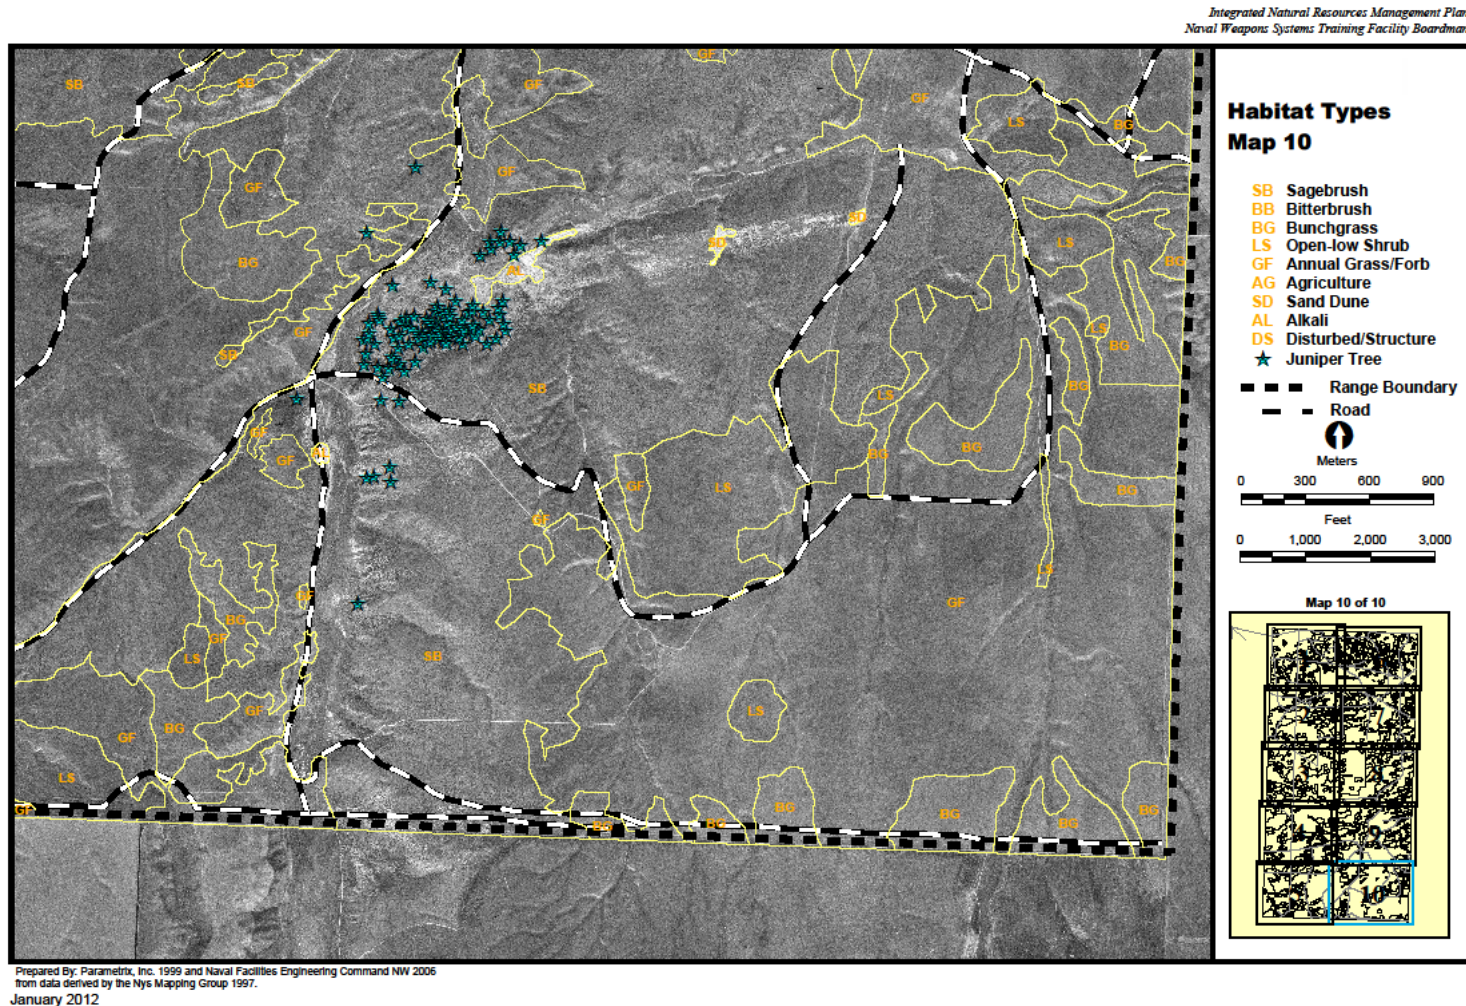 Integrated Natural Resources Management Plan
Naval Weapons Systems Training Facility Boardman
Habitat Types
Map 10
SB Sagebrush
BB Bitterbrush
BG Bunchgrass
LS Open-low Shrub
GF Annual Grass/Forb
AG Agriculture
SD Sand Dune
AL Alkali
DS Disturbed/Structure
Juniper Tree
Range Boundary
Road
Meters
0 300 600 900
Feet
0 1,000 2,000 3,000
Map 10 of 10
7
9
10
SB
SB
GF
GF
GF
LS
BG
GF
GF
BG
SD
SD
LS
BG
AL
GF
SB
LS
BG
SB
LS
BG
GF
GF
AL
BG
BG
GF
LS
BG
GF
LS
GF
GF
BG
GF
LS
SB
GF
BG
GF
LS
LS
GF
BG
BG
BG
BG
BG
BG
Prepared By: Parametrix, Inc. 1999 and Naval Facilities Engineering Command NW 2006
from data derived by the Nys Mapping Group 1997.
January 2012